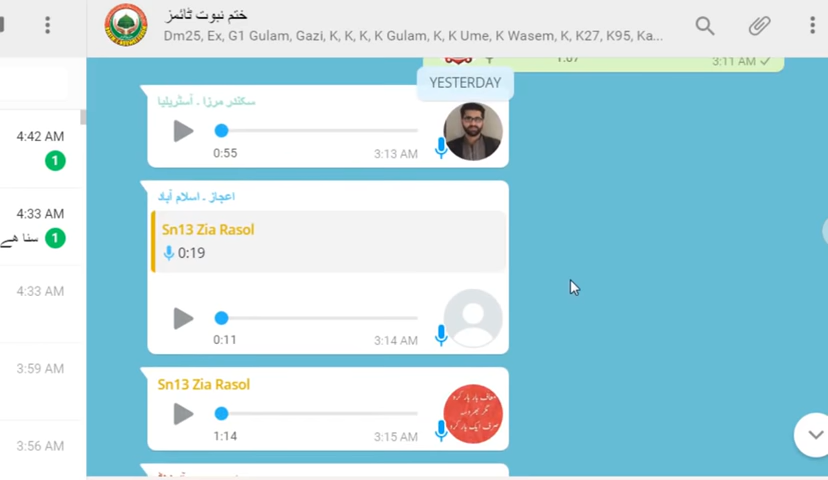 ختم نبوت ٹائمز
Dm25, Ex, G1 Gulam, Gazi, K, K, K, K Gulam, K, K Ume, K Wasem, K, K27, K95, Ka...
3:11 AM
YESTERDAY
سکندر مرزا ۔ آسٹریلیا
0:55
3:13 AM
اعجاز ۔ اسلام آباد
Sn13 Zia Rasol
0:19
0:11
3:14 AM
Sn13 Zia Rasol
1:14
3:15 AM
4:42 AM
1
4:33 AM
سنا ھے
1
4:33 AM
3:59 AM
3:56 AM